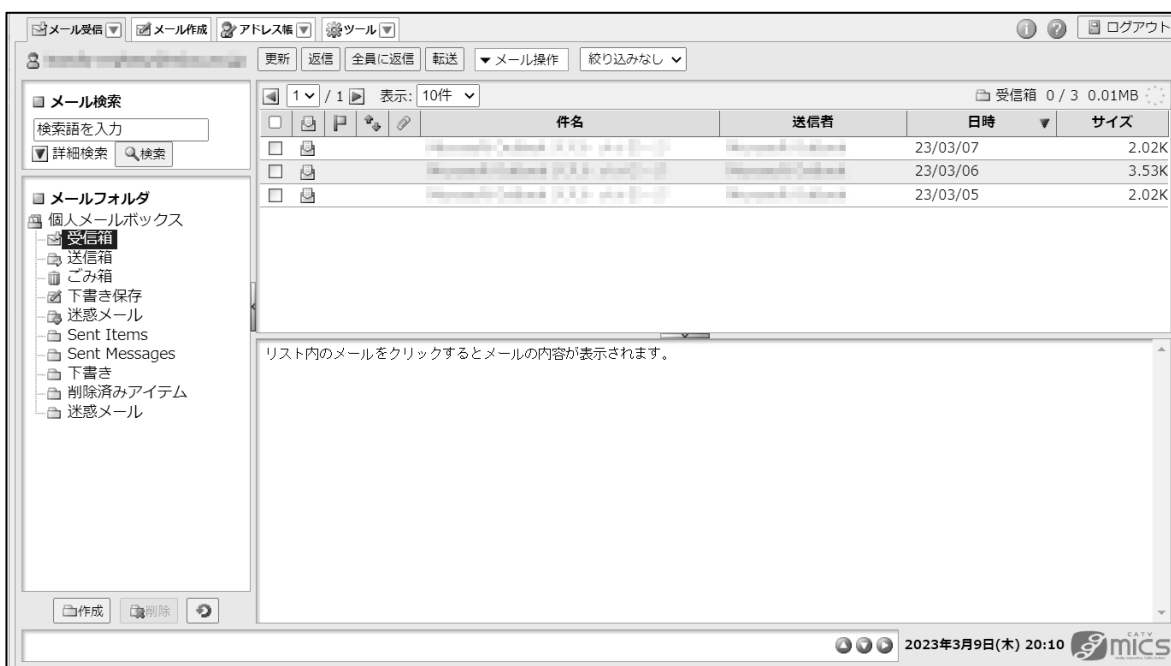 メール受信 メール作成 アドレス帳 ツール ログアウト
更新 返信 全員に返信 転送 ▼メール操作 絞り込みなし
メール検索
検索語を入力
詳細検索 検索
メールフォルダ
個人メールボックス
受信箱
送信箱
ごみ箱
下書き保存
迷惑メール
Sent Items
Sent Messages
下書き
削除済みアイテム
迷惑メール
作成 削除
1 / 1 表示: 10件 受信箱 0 / 3 0.01MB
件名 送信者 日時 ▼ サイズ
23/03/07 2.02K
23/03/06 3.53K
23/03/05 2.02K
リスト内のメールをクリックするとメールの内容が表示されます。
2023年3月9日(木) 20:10 CATV mics